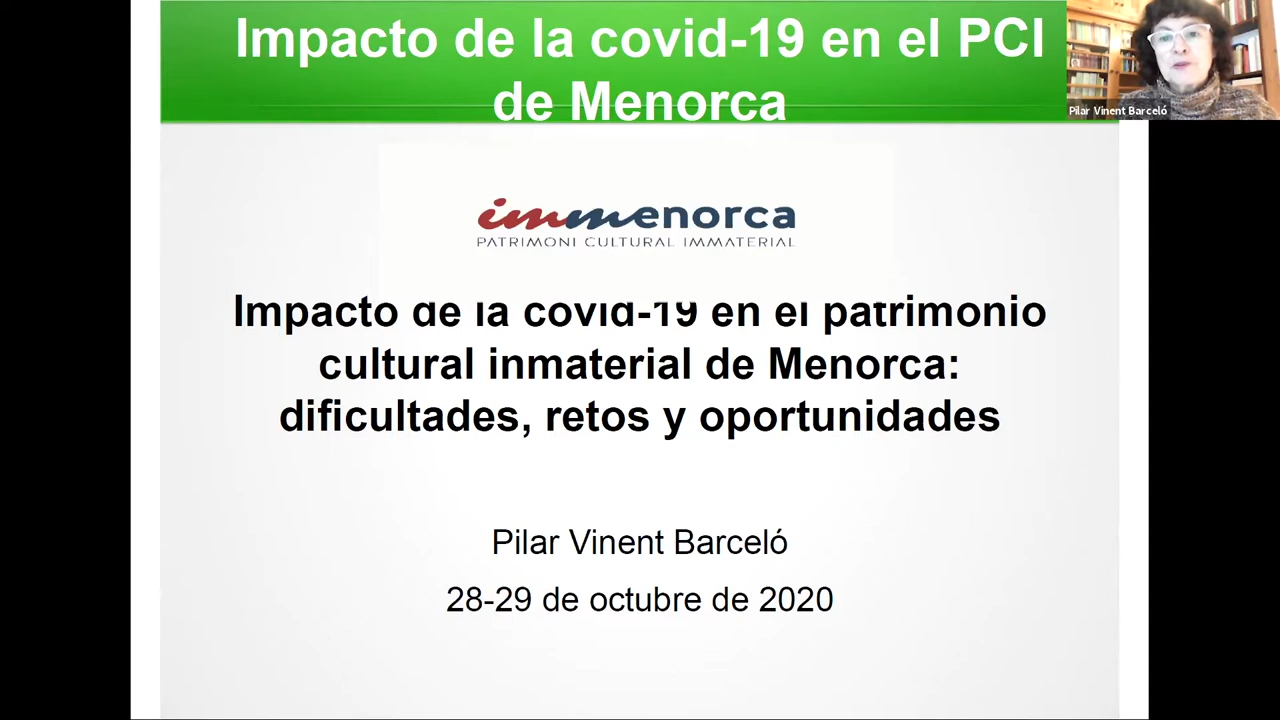 Impacto de la covid-19 en el PCI
de Menorca
Pilar Vinent Barceló
immenorca
PATRIMONI CULTURAL IMMATERIAL
Impacto de la covid-19 en el patrimonio
cultural inmaterial de Menorca:
dificultades, retos y oportunidades
Pilar Vinent Barceló
28-29 de octubre de 2020